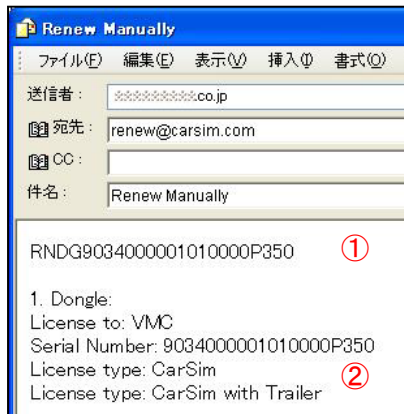 Renew Manually
ファイル(F) 編集(E) 表示(V) 挿入(I) 書式(O)
送信者： .co.jp
宛先： renew@carsim.com
CC：
件名： Renew Manually
RNDG9034000001010000P350 ①
1. Dongle:
License to: VMC
Serial Number: 9034000001010000P350
License type: CarSim ②
License type: CarSim with Trailer